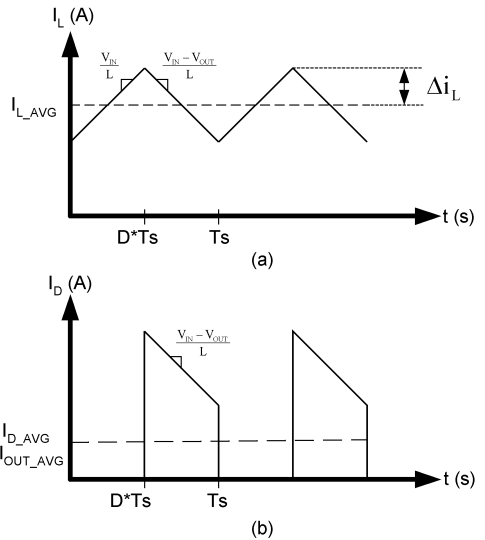 I_L (A)
V_IN
L
V_IN – V_OUT
L
I_L_AVG
Δi_L
t (s)
D*Ts
Ts
(a)
I_D (A)
V_IN – V_OUT
L
I_D_AVG
I_OUT_AVG
t (s)
D*Ts
Ts
(b)